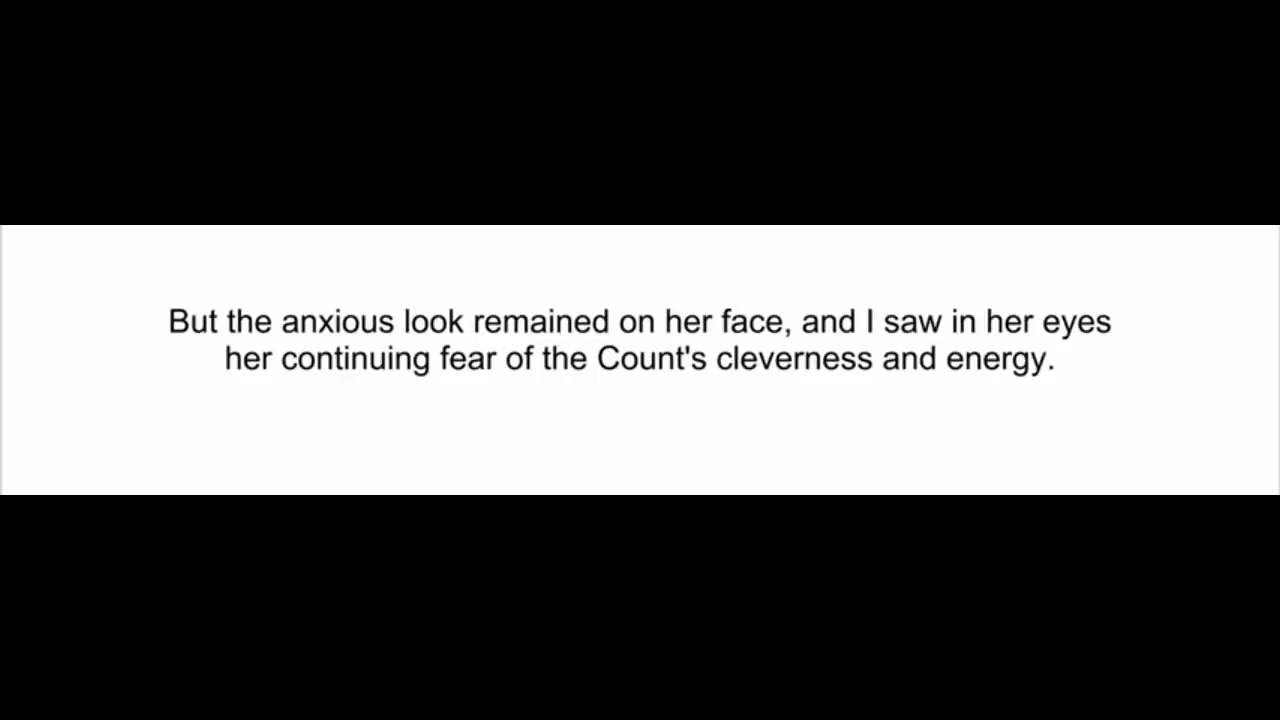 But the anxious look remained on her face, and I saw in her eyes
her continuing fear of the Count's cleverness and energy.